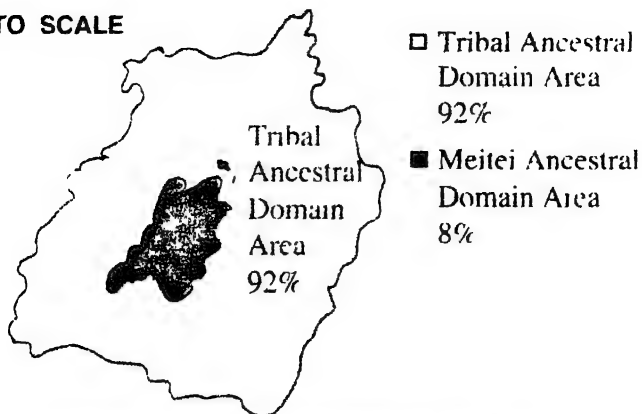 TO SCALE
Tribal
Ancestral
Domain
Area
92%
Tribal Ancestral
Domain Area
92%
Meitei Ancestral
Domain Area
8%